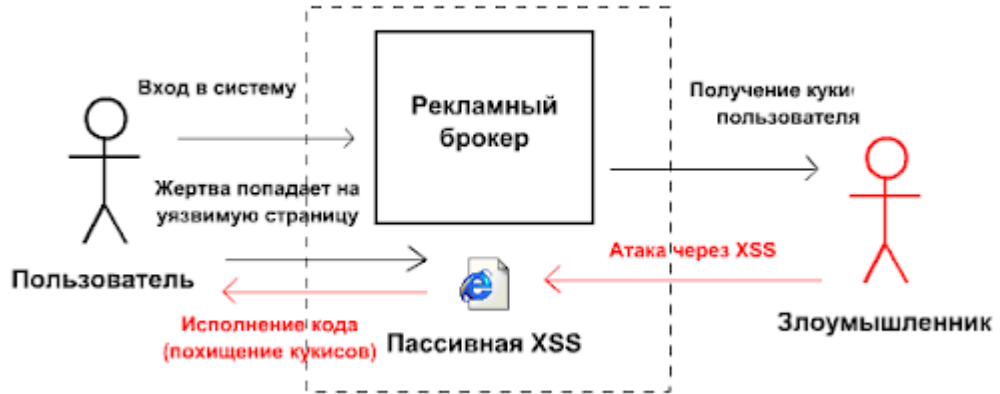 Вход в систему
Рекламный
брокер
Получение куки
пользователя
Жертва попадает на
уязвимую страницу
Пользователь
Атака через XSS
Исполнение кода
(похищение кукисов)
Пассивная XSS
Злоумышленник